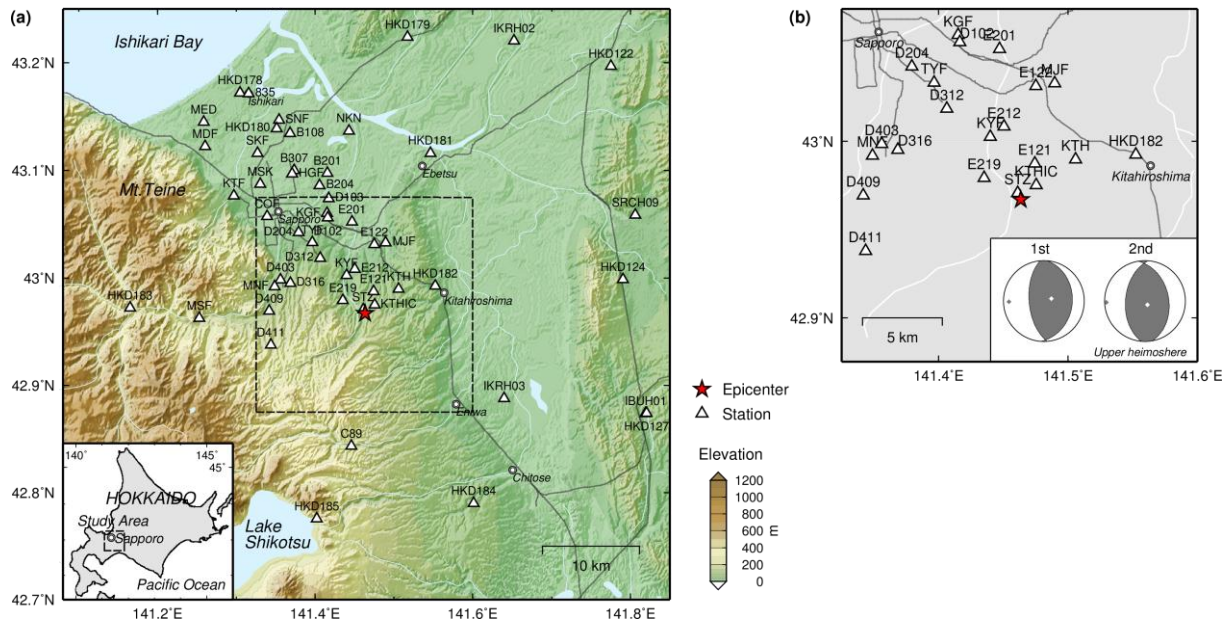 (a)
Ishikari Bay
HKD179
IKRH02
HKD122
HKD178
835
Ishikari
MED
SNF
NKN
MDF
HKD180
B108
SKF
HKD181
B307
B201
HGF
Ebetsu
MSK
B204
Mt.Teine
KTF
D103
SRCH09
COF
KGF
E201
Sapporo
D204
TYF
D102
E122
MJF
D312
KYF
E212
HKD124
D403
E121
KTH
HKD182
MNF
D316
E219
STZ
KTHIC
Kitahiroshima
HKD183
MSF
D409
D411
IKRH03
IBUH01
Eniwa
HKD127
C89
Chitose
HKD184
HKD185
Lake
Shikotsu
10 km
140˚
145˚
45˚
HOKKAIDO
Study Area
Sapporo
Pacific Ocean
43.2˚N
43.1˚N
43˚N
42.9˚N
42.8˚N
42.7˚N
141.2˚E
141.4˚E
141.6˚E
141.8˚E
Epicenter
Station
Elevation
1200
1000
800
600
400
200
0
E
(b)
KGF
D102
E201
Sapporo
D204
TYF
E122
MJF
D312
E212
KYF
D403
MNF
D316
E121
KTH
HKD182
E219
KTHIC
STZ
Kitahiroshima
D409
D411
1st
2nd
Upper heimoshere
5 km
43˚N
42.9˚N
141.4˚E
141.5˚E
141.6˚E